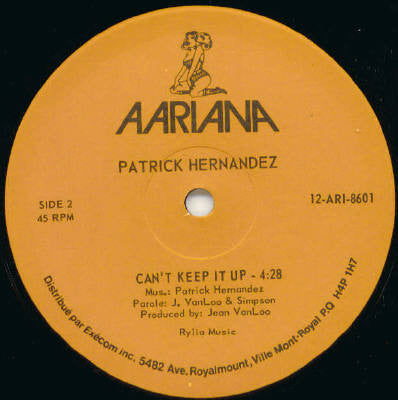 AARIANA
PATRICK HERNANDEZ
SIDE 2
45 RPM
12-ARI-8601
CAN'T KEEP IT UP - 4:28
Mus.: Patrick Hernandez
Parole: J. VanLoo & Simpson
Produced by: Jean VanLoo
Rylia Music
Distribué par Exécom inc. 5482 Ave. Royalmount, Ville Mont-Royal P.Q H4P 1H7